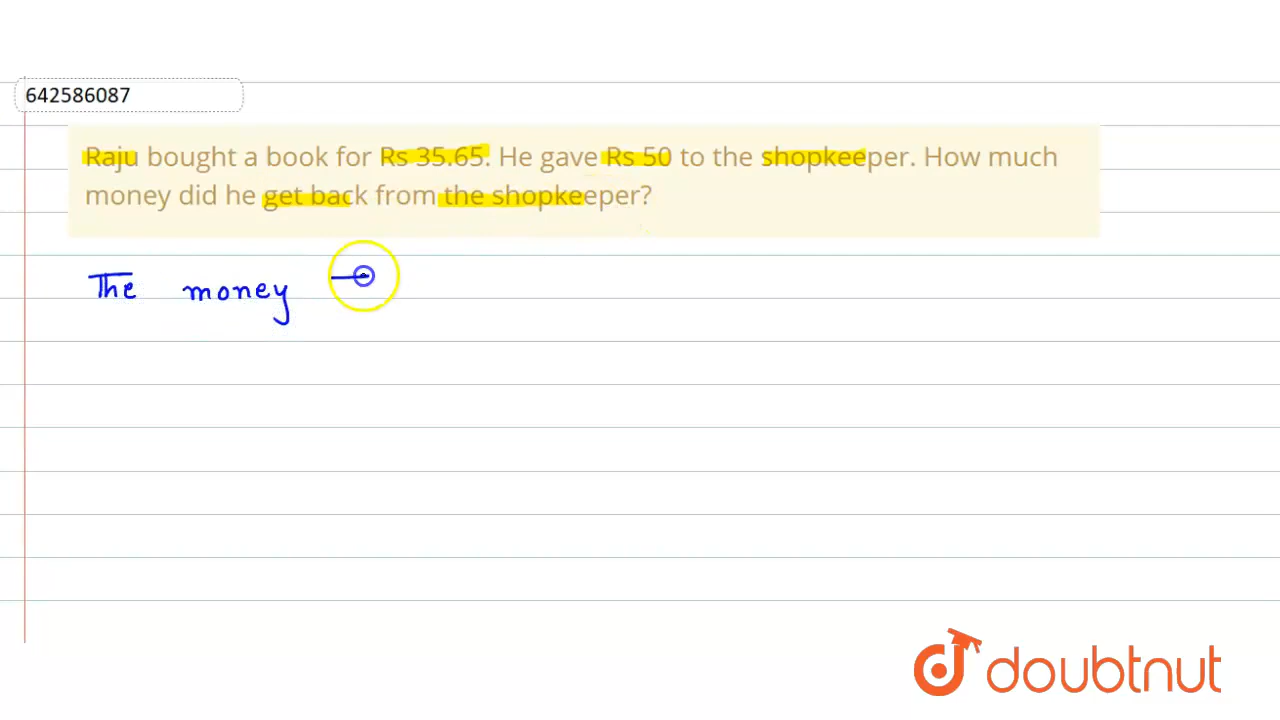 642586087
Raju bought a book for Rs 35.65. He gave Rs 50 to the shopkeeper. How much
money did he get back from the shopkeeper?
The money
doubtnut